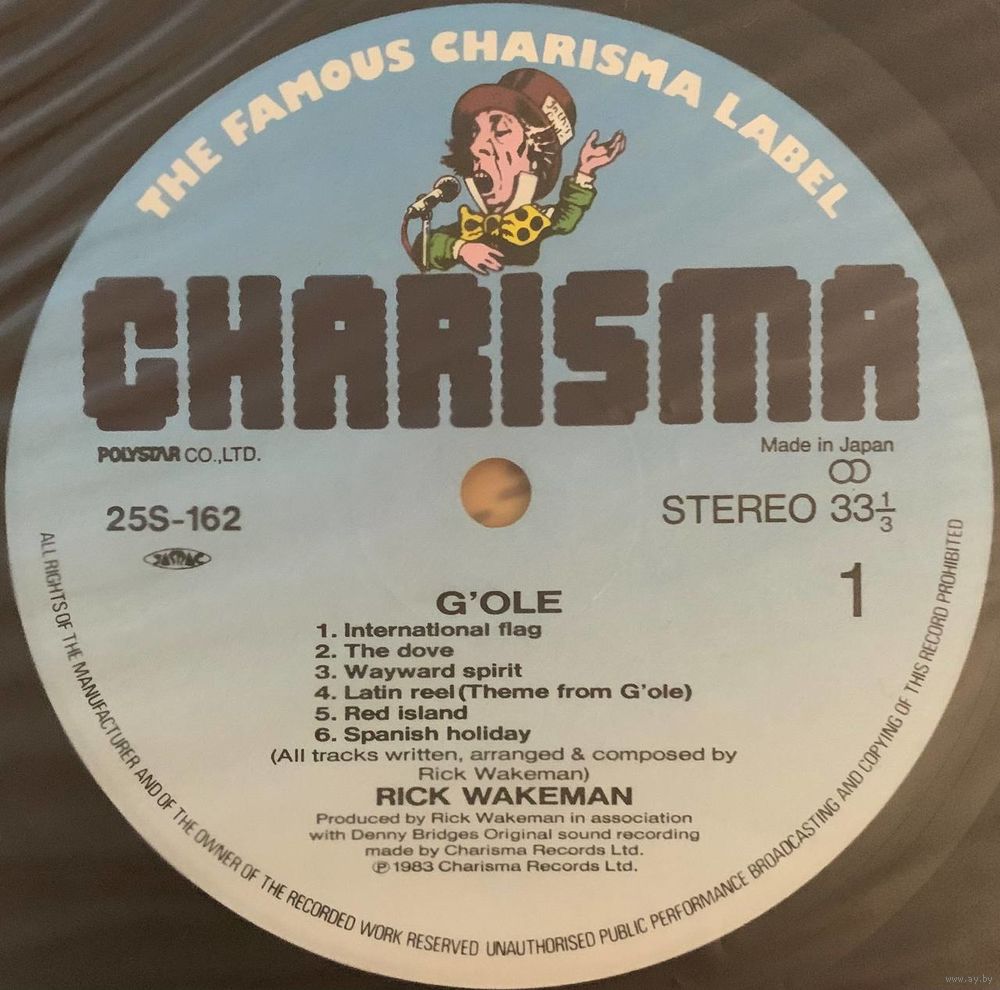 THE FAMOUS CHARISMA LABEL
CHARISMA
POLYSTAR CO.,LTD.
Made in Japan
25S-162
STEREO 33⅓
JASRAC
1
G'OLE
1. International flag
2. The dove
3. Wayward spirit
4. Latin reel (Theme from G'ole)
5. Red island
6. Spanish holiday
(All tracks written, arranged & composed by
Rick Wakeman)
RICK WAKEMAN
Produced by Rick Wakeman in association
with Denny Bridges Original sound recording
made by Charisma Records Ltd.
℗ 1983 Charisma Records Ltd.
ALL RIGHTS OF THE MANUFACTURER AND OF THE OWNER OF THE RECORDED WORK RESERVED UNAUTHORISED PUBLIC PERFORMANCE BROADCASTING AND COPYING OF THIS RECORD PROHIBITED
www.ay.by